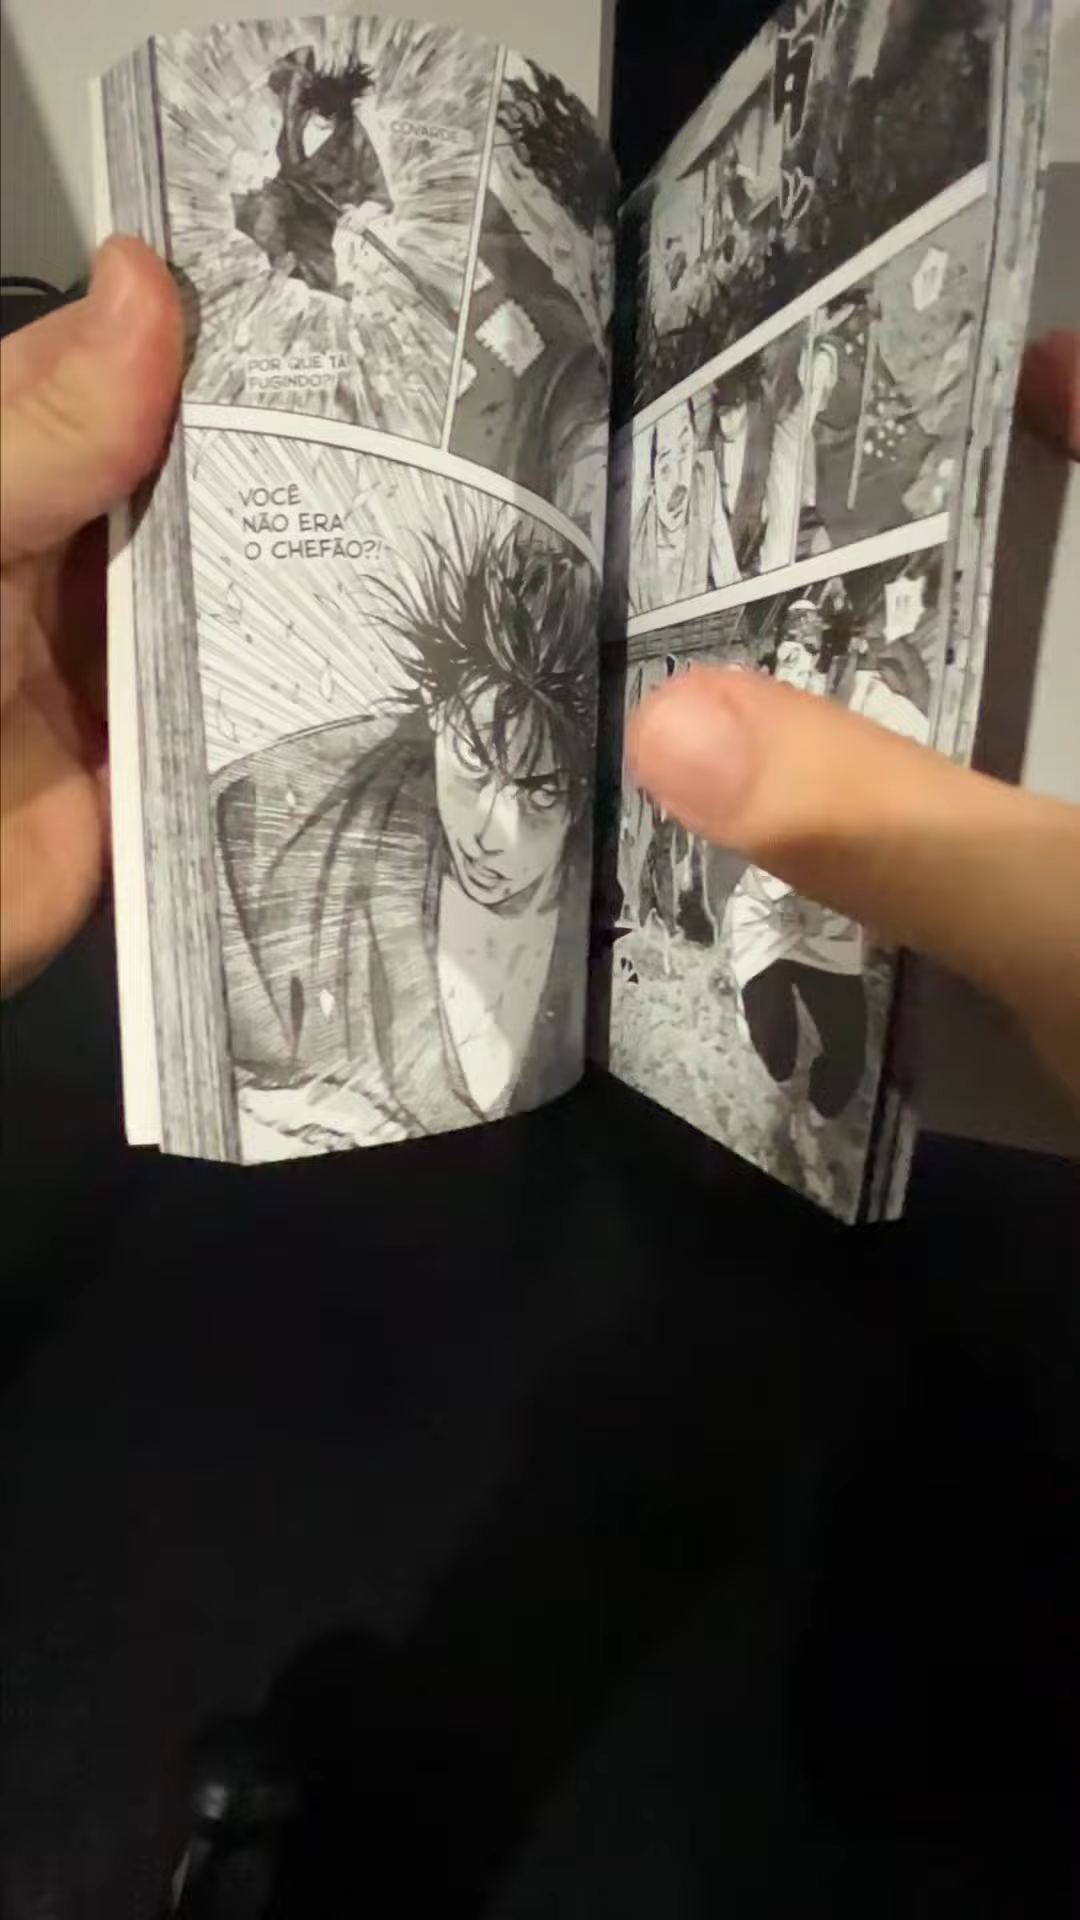 COVARDE!
POR QUE TÁ
FUGINDO?!
VOCÊ
NÃO ERA
O CHEFÃO?!